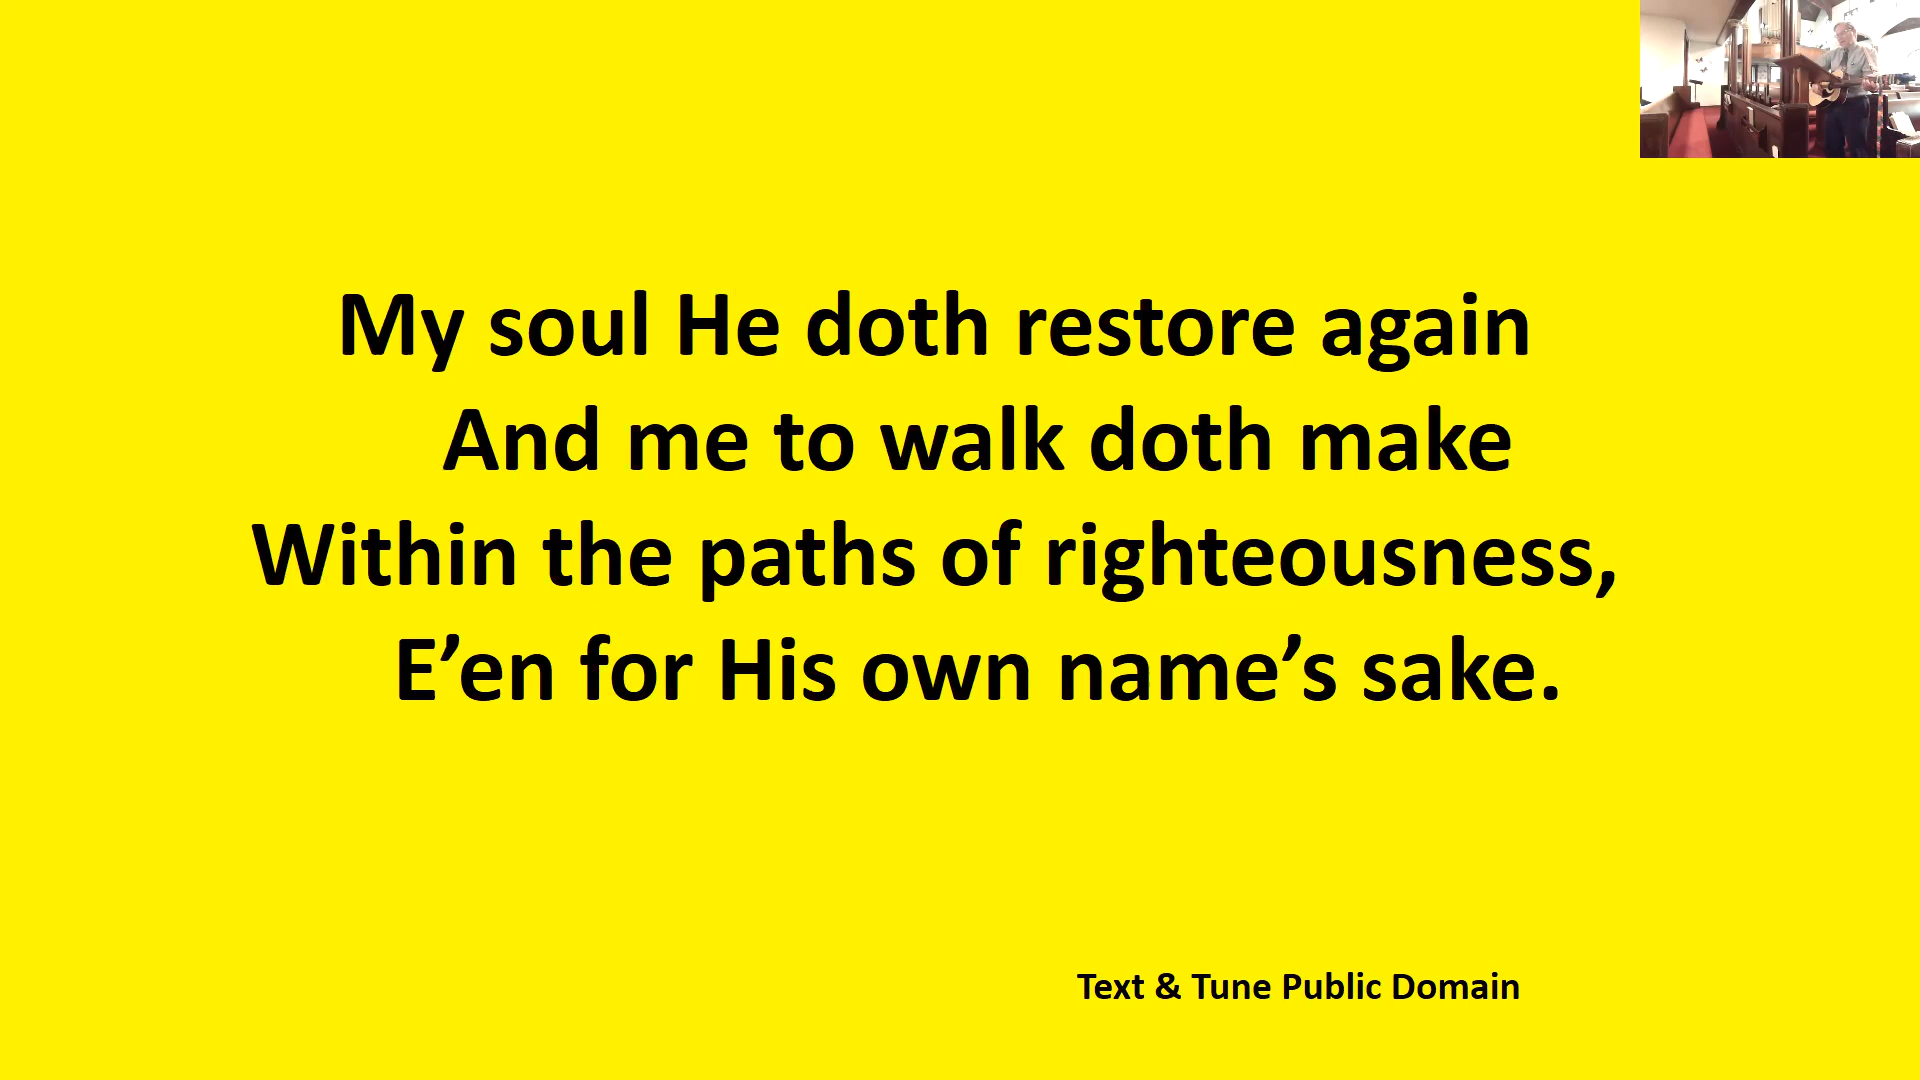 My soul He doth restore again
And me to walk doth make
Within the paths of righteousness,
E’en for His own name’s sake.
Text & Tune Public Domain